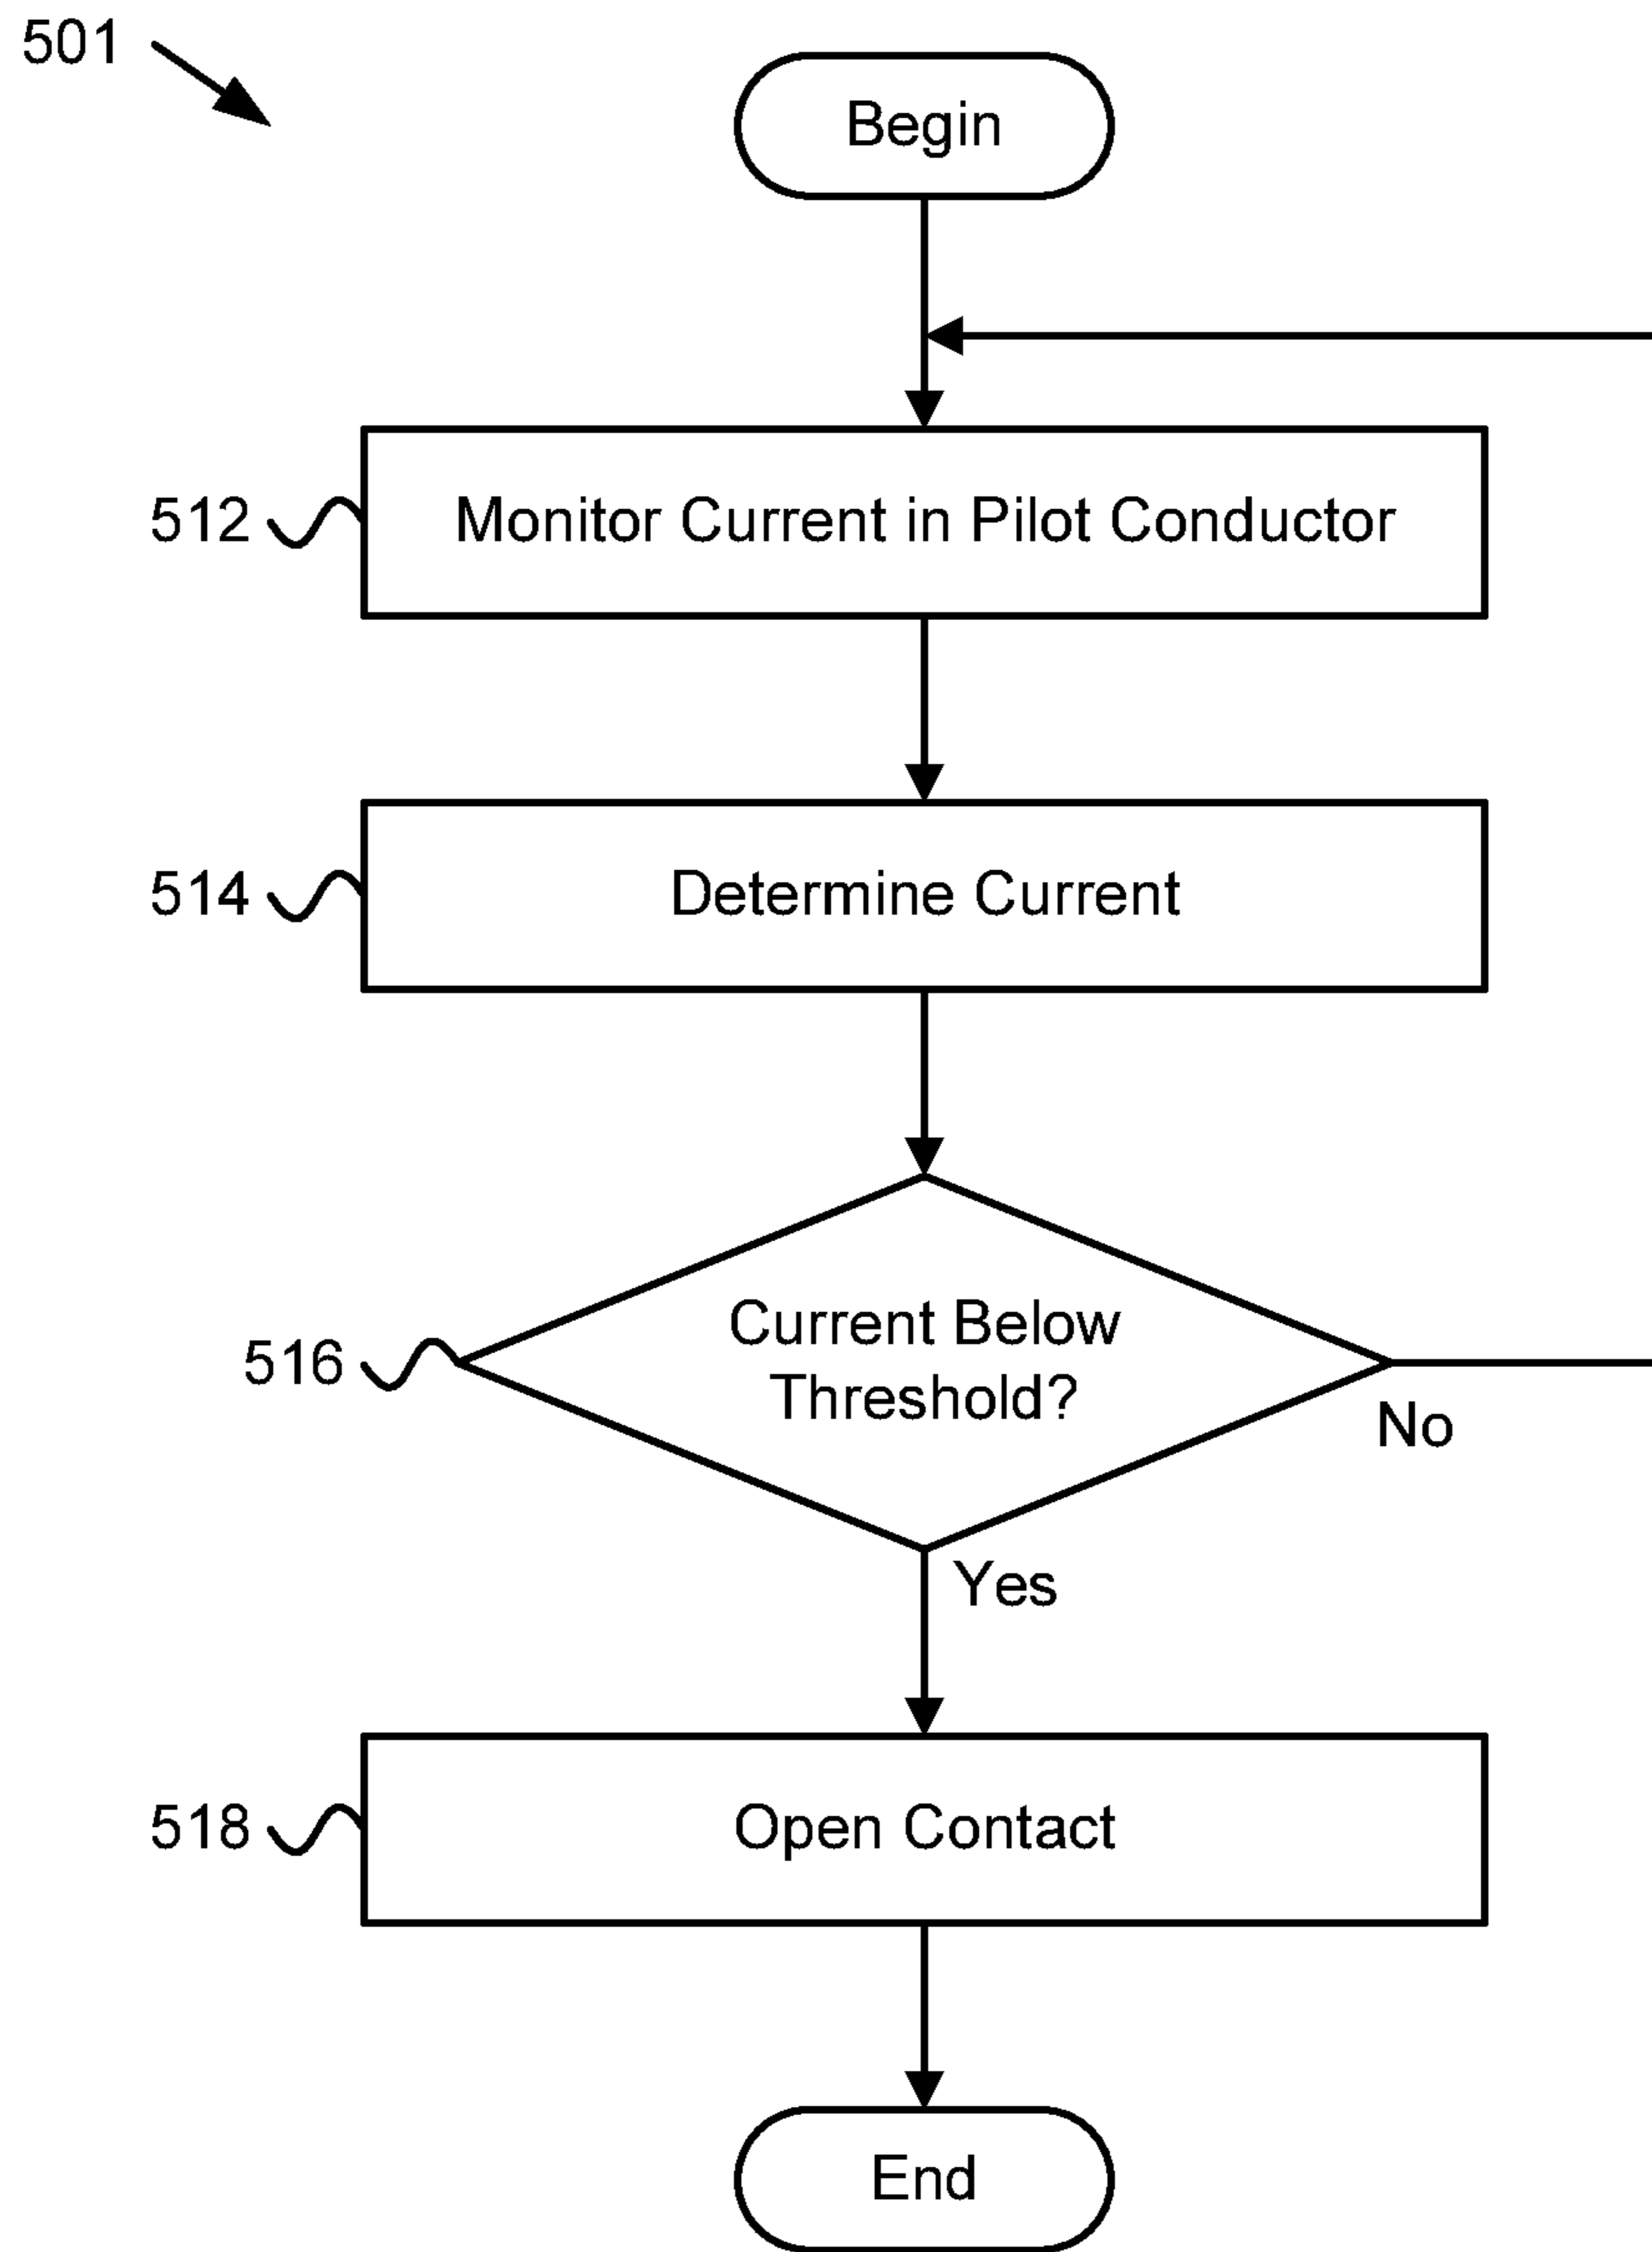 501
Begin
512
Monitor Current in Pilot Conductor
514
Determine Current
516
Current Below
Threshold?
No
Yes
518
Open Contact
End